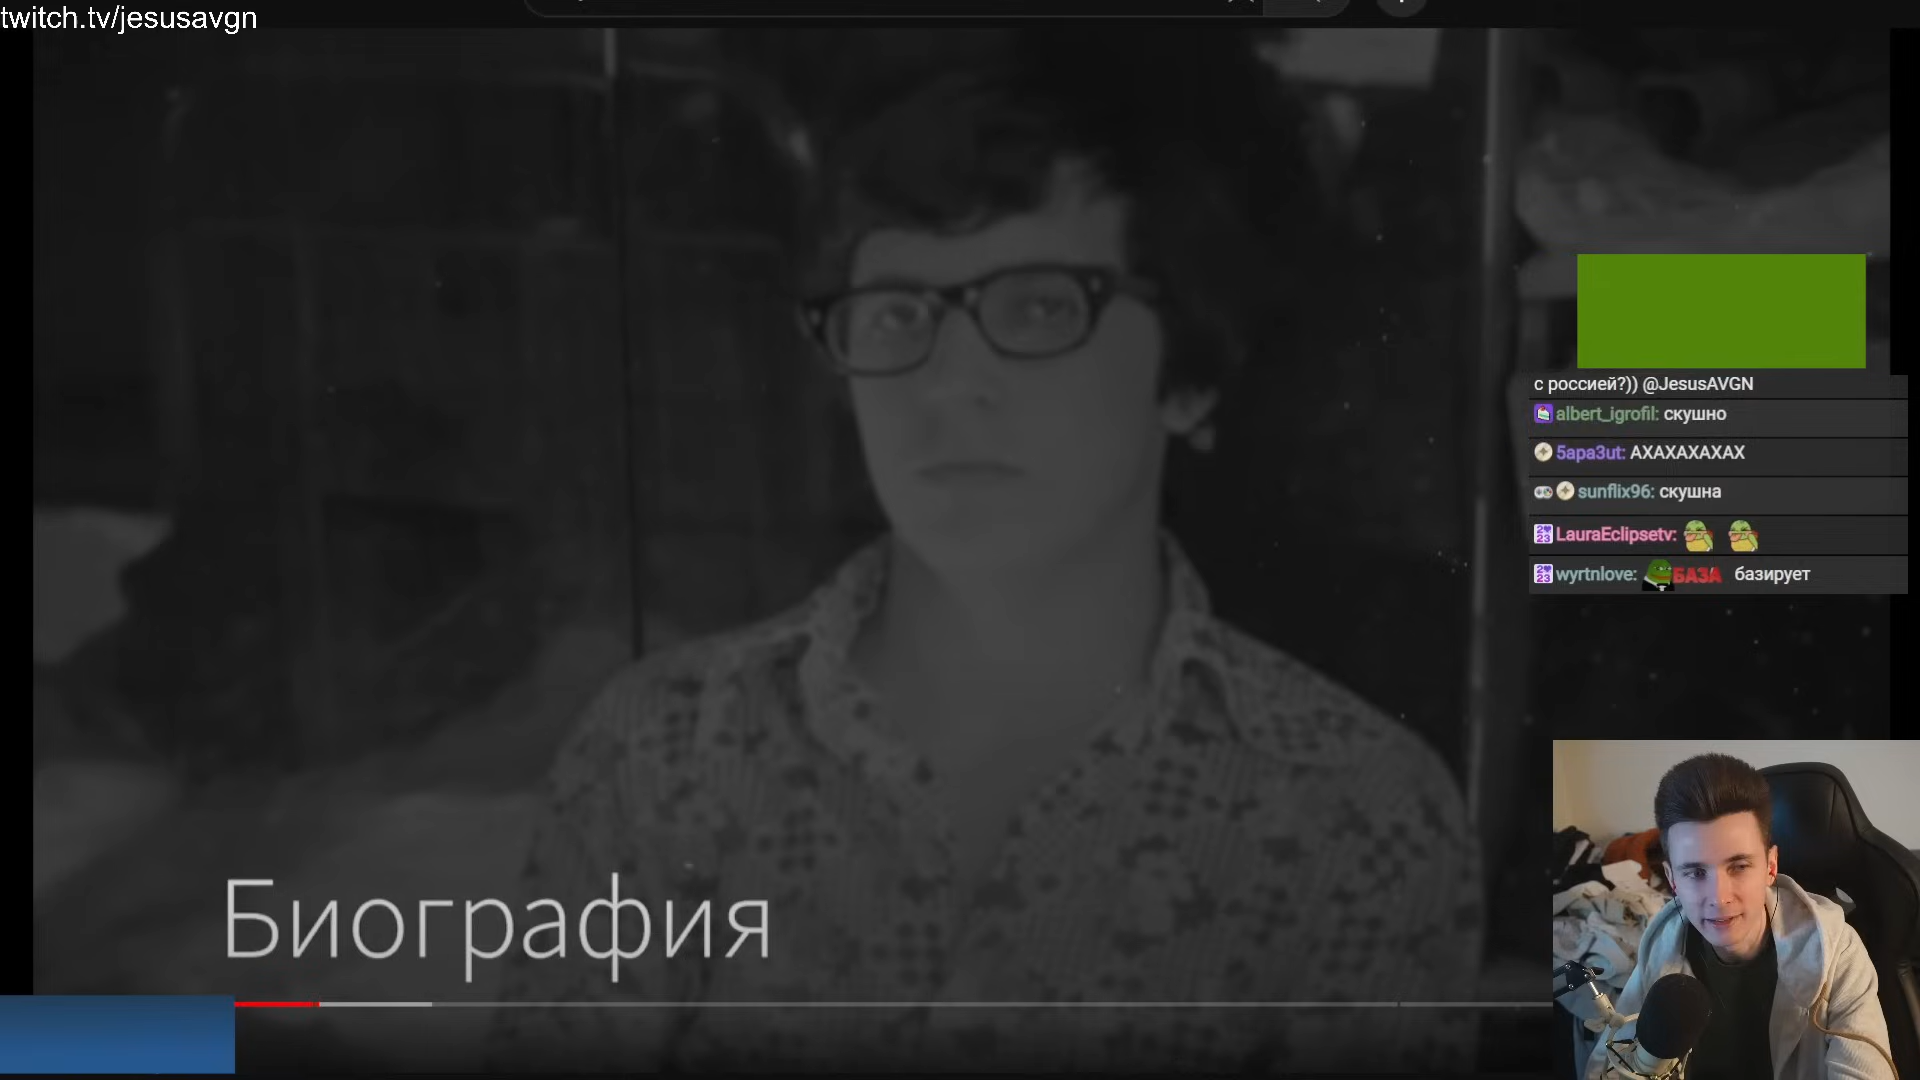 twitch.tv/jesusavgn
с россией?)) @JesusAVGN
albert_igrofil: скушно
5apa3ut: АХАХАХАХАХ
sunflix96: скушна
LauraEclipsetv:
wyrtnlove: БАЗА базирует
Биография